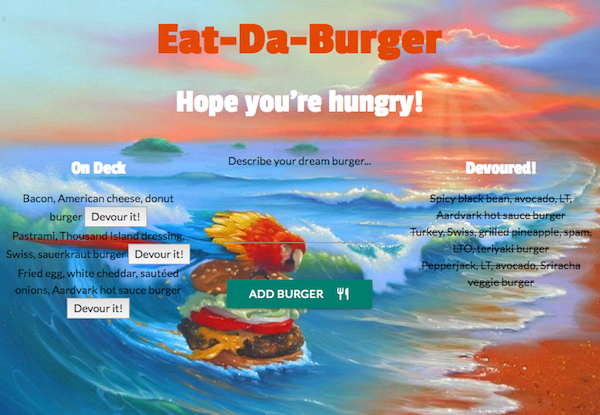 Eat-Da-Burger
Hope you're hungry!
On Deck
Bacon, American cheese, donut
burger Devour it!
Pastrami, Thousand Island dressing,
Swiss, sauerkraut burger Devour it!
Fried egg, white cheddar, sautéed
onions, Aardvark hot sauce burger
Devour it!
Describe your dream burger...
ADD BURGER
Devoured!
Spicy black bean, avocado, LT,
Aardvark hot sauce burger
Turkey, Swiss, grilled pineapple, spam,
LTO, teriyaki burger
Pepperjack, LT, avocado, Sriracha
veggie burger